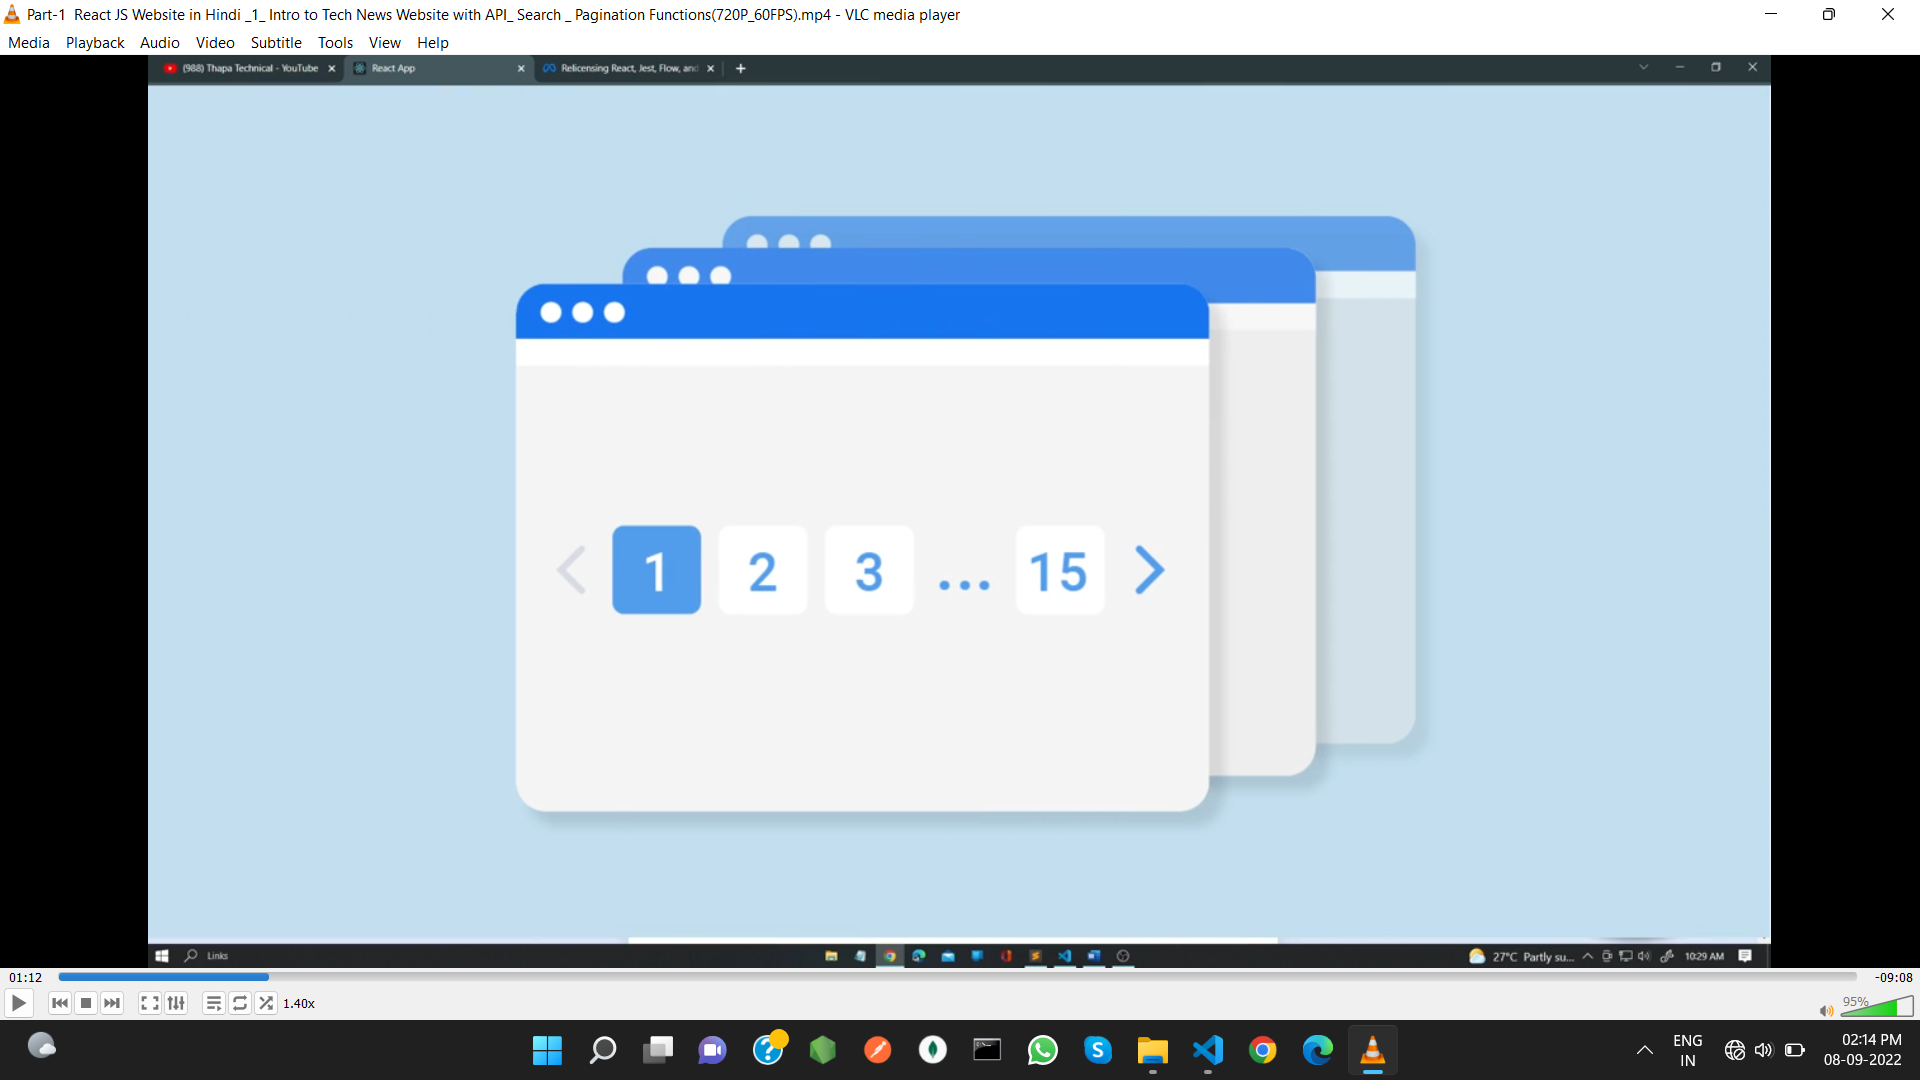 Part-1  React JS Website in Hindi _1_ Intro to Tech News Website with API_ Search _ Pagination Functions(720P_60FPS).mp4 - VLC media player
Media Playback Audio Video Subtitle Tools View Help
(988) Thapa Technical - YouTube React App Relicensing React, Jest, Flow, and
1 2 3 ... 15
Links 27°C Partly su... 10:29 AM
01:12 -09:08
1.40x 95%
ENG 02:14 PM
IN 08-09-2022